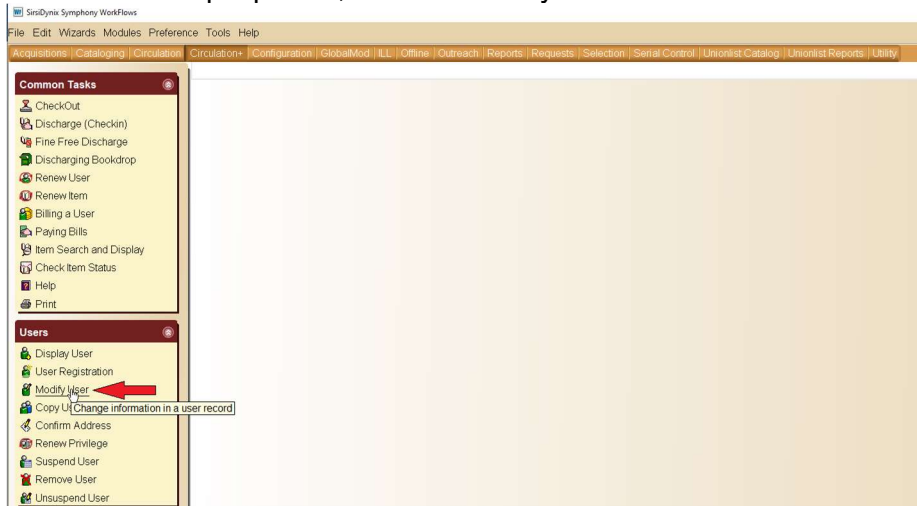 SirsiDynix Symphony WorkFlows
File Edit Wizards Modules Preference Tools Help
Acquisitions Cataloging Circulation Circulation+ Configuration GlobalMod ILL Offline Outreach Reports Requests Selection Serial Control Unionlist Catalog Unionlist Reports Utility
Common Tasks
CheckOut
Discharge (Checkin)
Fine Free Discharge
Discharging Bookdrop
Renew User
Renew Item
Billing a User
Paying Bills
Item Search and Display
Check Item Status
Help
Print
Users
Display User
User Registration
Modify User
Copy U
Change information in a user record
Confirm Address
Renew Privilege
Suspend User
Remove User
Unsuspend User